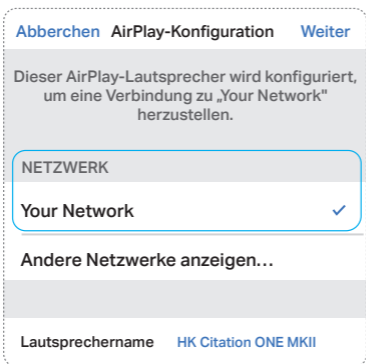 Abberchen AirPlay-Konfiguration Weiter
Dieser AirPlay-Lautsprecher wird konfiguriert,
um eine Verbindung zu „Your Network"
herzustellen.
NETZWERK
Your Network
Andere Netzwerke anzeigen...
Lautsprechername HK Citation ONE MKII